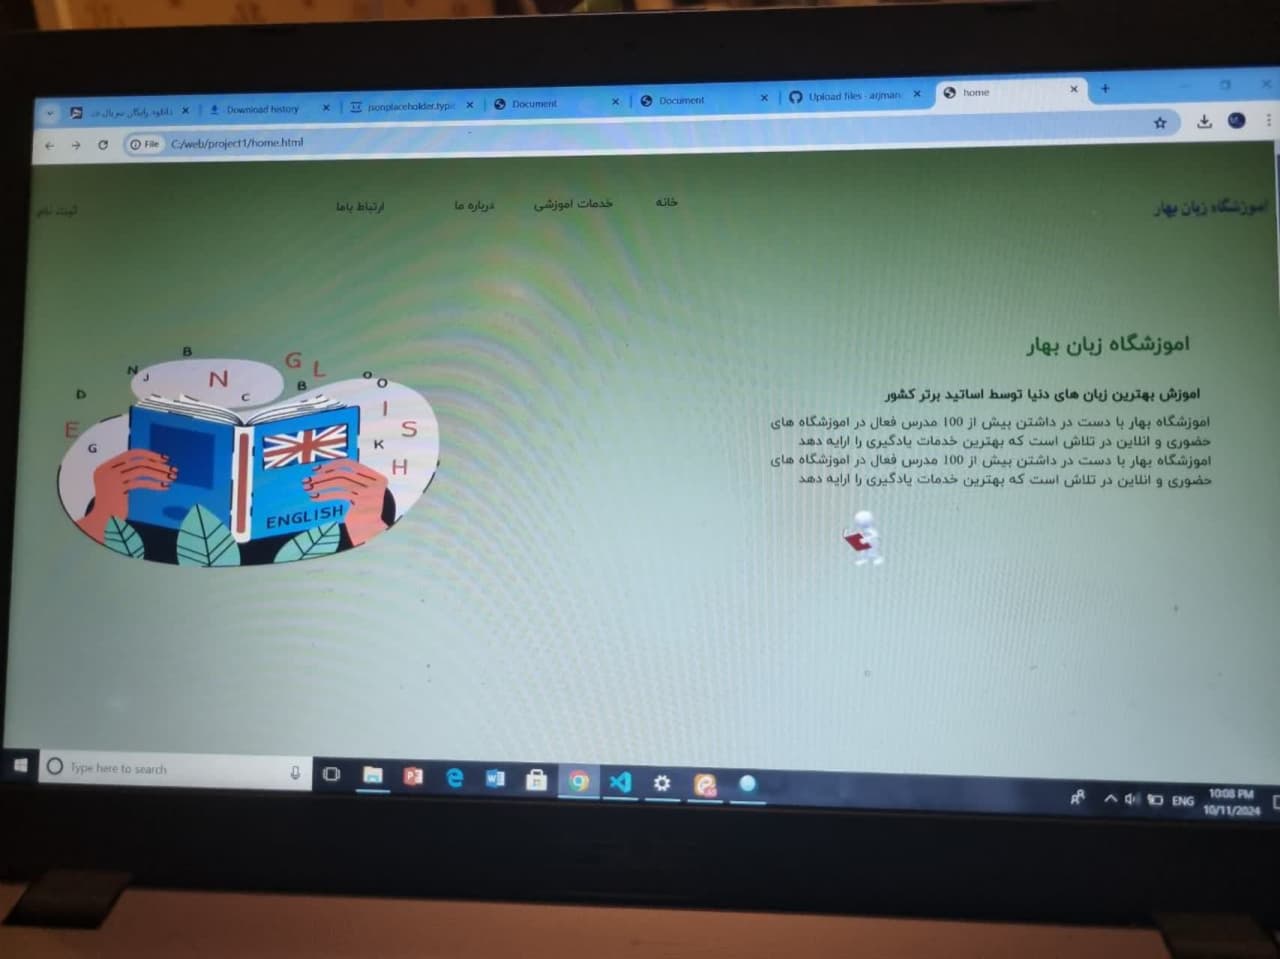 دانلود رایگان سریال در
Download history
jsonplaceholder.typic
Document
Document
Upload files · arjman
home
File
C:/web/project1/home.html
اموزشگاه زبان بهار
خانه
خدمات اموزشی
درباره ما
ارتباط باما
ثبت نام
اموزشگاه زبان بهار
اموزش بهترین زبان های دنیا توسط اساتید برتر کشور
اموزشگاه بهار با دست در داشتن بیش از 100 مدرس فعال در اموزشگاه های
حضوری و انلاین در تلاش است که بهترین خدمات یادگیری را ارایه دهد
اموزشگاه بهار با دست در داشتن بیش از 100 مدرس فعال در اموزشگاه های
حضوری و انلاین در تلاش است که بهترین خدمات یادگیری را ارایه دهد
B
G
L
N
J
N
B
O
O
D
C
I
E
S
G
K
H
ENGLISH
Type here to search
ENG
10:08 PM
10/11/2024